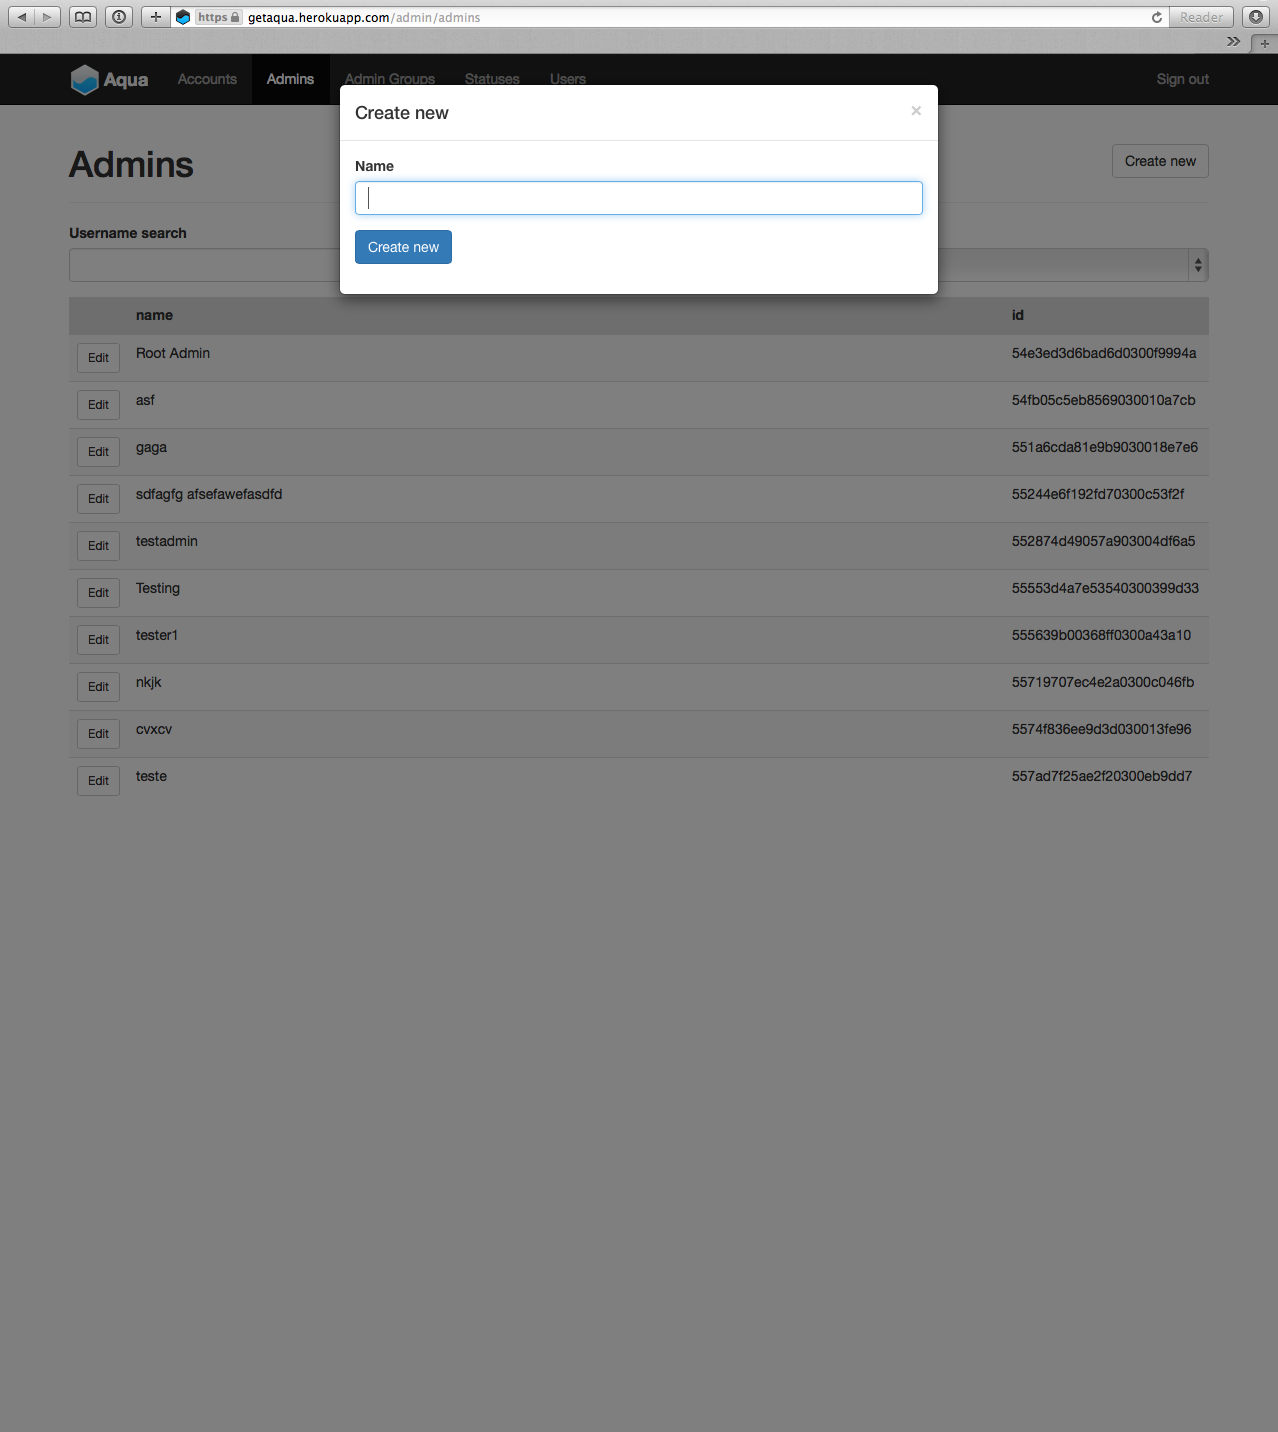 https getaqua.herokuapp.com/admin/admins Reader
Aqua Accounts Admins Admin Groups Statuses Users Sign out
Create new ×
Name
Create new
Admins Create new
Username search
name id
Edit Root Admin 54e3ed3d6bad6d0300f9994a
Edit asf 54fb05c5eb8569030010a7cb
Edit gaga 551a6cda81e9b9030018e7e6
Edit sdfagfg afsefawefasdfd 55244e6f192fd70300c53f2f
Edit testadmin 552874d49057a903004df6a5
Edit Testing 55553d4a7e53540300399d33
Edit tester1 555639b00368ff0300a43a10
Edit nkjk 55719707ec4e2a0300c046fb
Edit cvxcv 5574f836ee9d3d030013fe96
Edit teste 557ad7f25ae2f20300eb9dd7